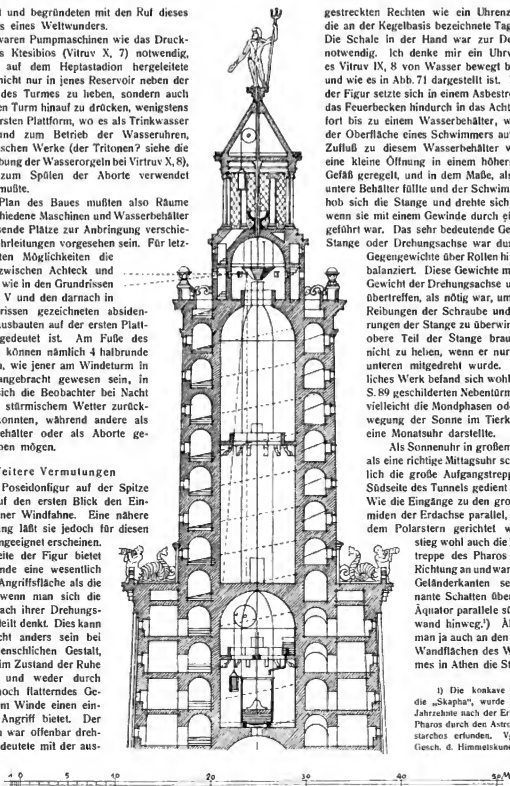 t und begründeten mit den Ruf dieses
s eines Weltwunders.
waren Pumpmaschinen wie das Druck-
s Ktesibios (Vitruv X, 7) notwendig,
auf dem Heptastadion hergeleitete
nicht nur in jenes Reservoir neben der
des Turmes zu lieben, sondern auch
en Turm hinauf zu drücken, wenigstens
ersten Plattform, wo es als Trinkwasser
und zum Betrieb der Wasseruhren,
ischen Werke (der Tritonen? siehe die
bung der Wasserorgeln bei Virtruv X, 8),
zum Spülen der Aborte verwendet
mußte.
Plan des Baues mußten also Räume
chiedene Maschinen und Wasserbehälter
sende Plätze zur Anbringung verschie-
ohrleitungen vorgesehen sein. Für letz-
ten Möglichkeiten die
zwischen Achteck und
wie in den Grundrissen
V und den darnach in
rissen gezeichneten absiden-
usbauten auf der ersten Platt-
gedeutet ist. Am Fuße des
können nämlich 4 halbrunde
n, wie jener am Windeturm in
angebracht gewesen sein, in
sich die Beobachter bei Nacht
stürmischem Wetter zurück-
konnten, während andere als
ehälter oder als Aborte ge-
ben mögen.
eitere Vermutungen
Poseidonfigur auf der Spitze
uf den ersten Blick den Ein-
ner Windfahne. Eine nähere
ng läßt sie jedoch für diesen
ngeeignet erscheinen.
eite der Figur bietet
nde eine wesentlich
Angriffsfläche als die
wenn man sich die
ach ihrer Drehungs-
teilt denkt. Dies kann
cht anders sein bei
enschlichen Gestalt,
im Zustand der Ruhe
und weder durch
noch flatterndes Ge-
m Winde einen ein-
Angriff bietet. Der
n war offenbar dreh-
deutete mit der aus-
gestreckten Rechten wie ein Uhrenz
die an der Kegelbasis bezeichnete Tag
Die Schale in der Hand war zur De
notwendig. Ich denke mir ein Uhrv
es Vitruv IX, 8 von Wasser bewegt b
und wie es in Abb. 71 dargestellt ist.
der Figur setzte sich in einem Asbestro
das Feuerbecken hindurch in das Acht
fort bis zu einem Wasserbehälter, w
der Oberfläche eines Schwimmers auf
Zufluß zu diesem Wasserbehälter v
eine kleine Öffnung in einem höhers
Gefäß geregelt, und in dem Maße, als
untere Behälter füllte und der Schwim
hob sich die Stange und drehte sich
wenn sie mit einem Gewinde durch ei
geführt war. Das sehr bedeutende Ge
Stange oder Drehungsachse war dur
Gegengewichte über Rollen hi
balanziert. Diese Gewichte m
Gewicht der Drehungsachse u
übertreffen, als nötig war, um
Reibungen der Schraube und
rungen der Stange zu überwin
obere Teil der Stange brau
nicht zu heben, wenn er nur
unteren mitgedreht wurde.
liches Werk befand sich wohl
S. 89 geschilderten Nebentürm
vielleicht die Mondphasen od
wegung der Sonne im Tierk
eine Monatsuhr darstellte.
Als Sonnenuhr in großem
als eine richtige Mittagsuhr sc
lich die große Aufgangstrepp
Südseite des Tunnels gedient
Wie die Eingänge zu den gro
miden der Erdachse parallel,
dem Polarstern gerichtet w
stieg wohl auch die
treppe des Pharos
Richtung an und war
Geländerkanten se
nante Schatten über
Äquator parallele sü
wand hinweg.¹) Äl
man ja auch an den
Wandflächen des W
mes in Athen die St
1) Die konkave
die „Skapha“, wurde
Jahrzehnte nach der Er
Pharos durch den Astro
starchos erfunden. V
Gesch. d. Himmelskund
0 5 10 20 30 40 50 M